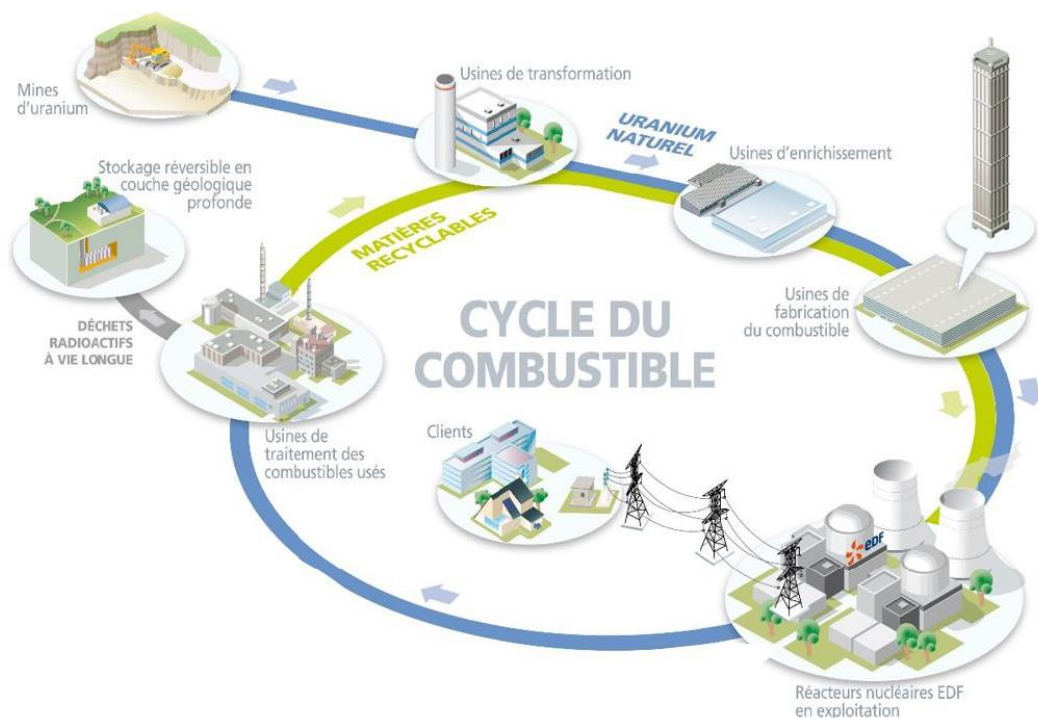 Mines
d'uranium
Usines de transformation
URANIUM
NATUREL
Usines d'enrichissement
Stockage réversible en
couche géologique
profonde
MATIÈRES
RECYCLABLES
Usines de
fabrication
du combustible
DÉCHETS
RADIOACTIFS
À VIE LONGUE
CYCLE DU
COMBUSTIBLE
Usines de
traitement des
combustibles usés
Clients
edf
Réacteurs nucléaires EDF
en exploitation